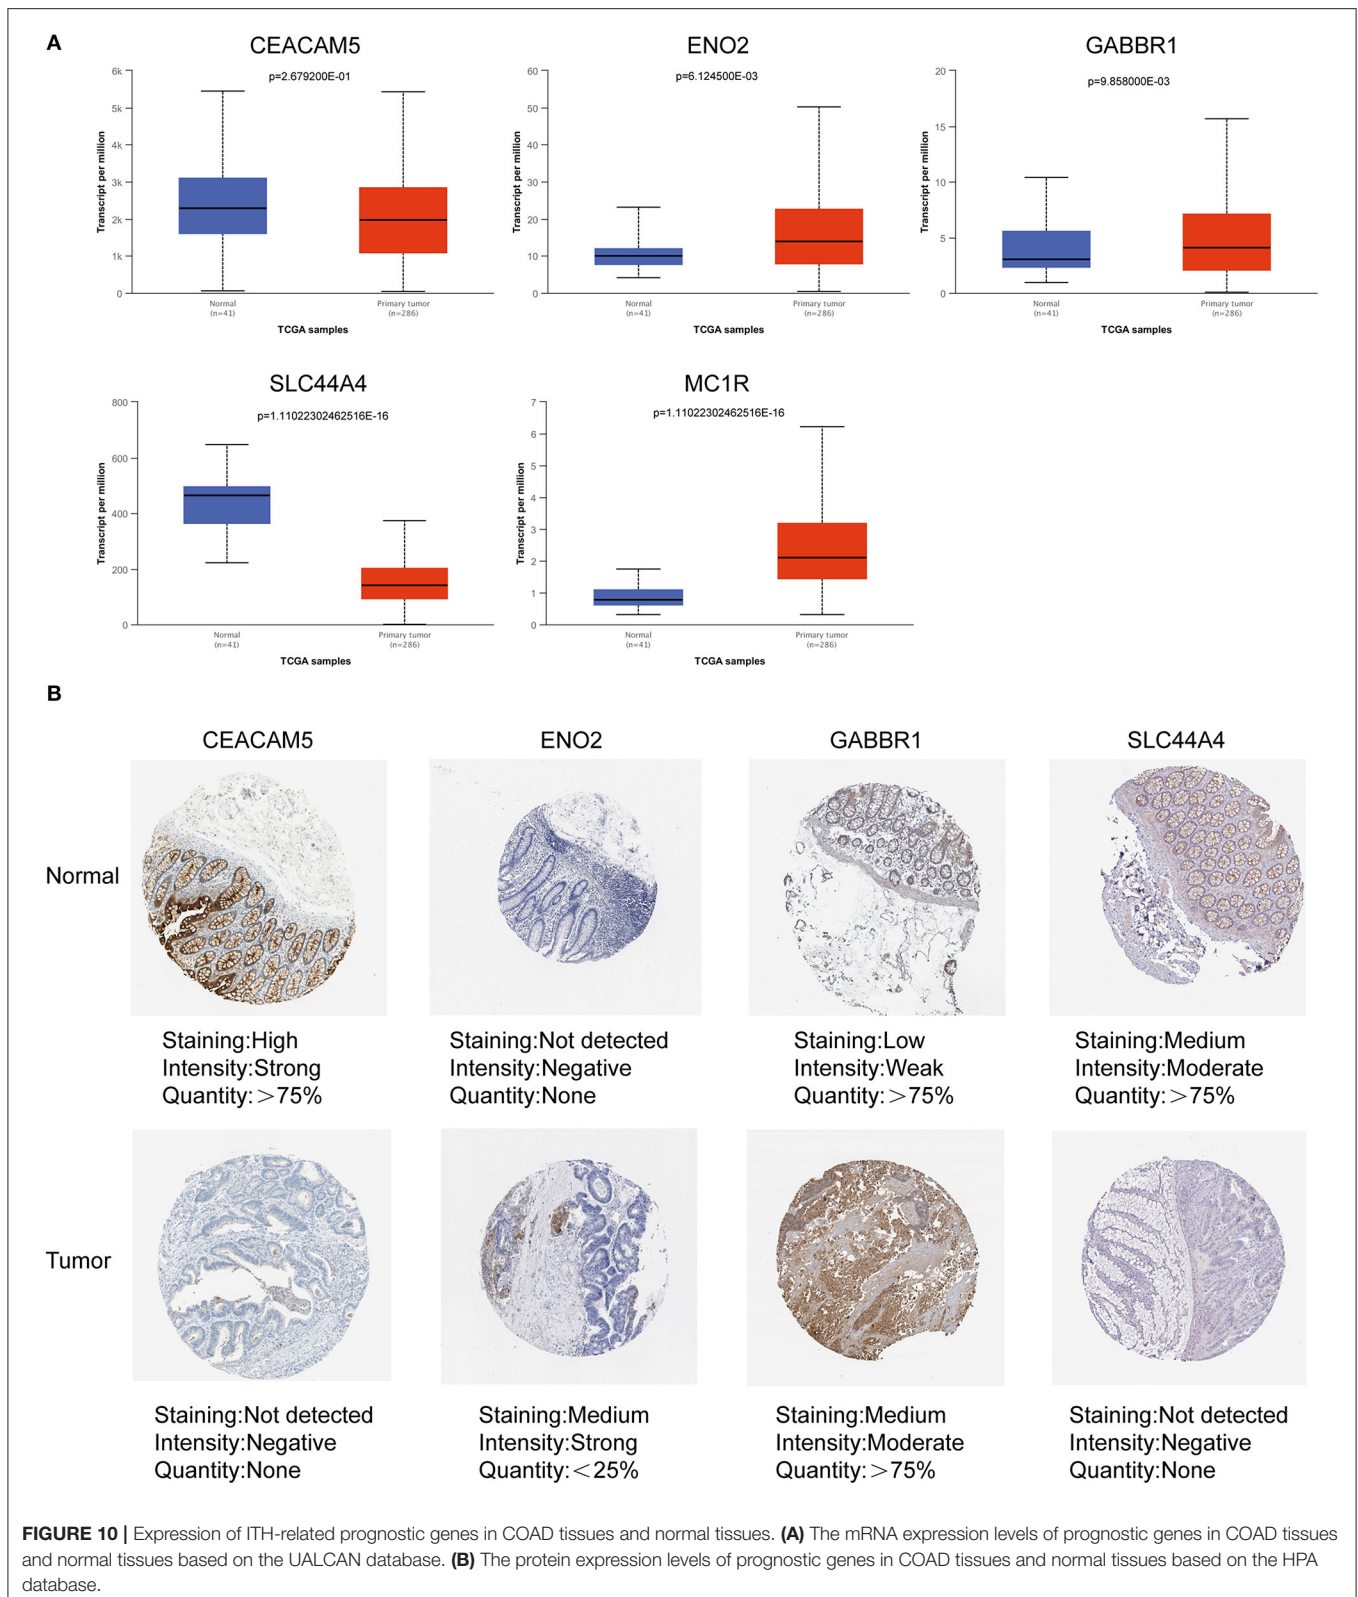 A
CEACAM5
p=2.679200E-01
Transcript per million
6k
5k
4k
3k
2k
1k
0
Normal
(n=41)
Primary tumor
(n=286)
TCGA samples
ENO2
p=6.124500E-03
Transcript per million
60
50
40
30
20
10
0
Normal
(n=41)
Primary tumor
(n=286)
TCGA samples
GABBR1
p=9.858000E-03
Transcript per million
20
15
10
5
0
Normal
(n=41)
Primary tumor
(n=286)
TCGA samples
SLC44A4
p=1.11022302462516E-16
Transcript per million
800
600
400
200
0
Normal
(n=41)
Primary tumor
(n=286)
TCGA samples
MC1R
p=1.11022302462516E-16
Transcript per million
7
6
5
4
3
2
1
0
Normal
(n=41)
Primary tumor
(n=286)
TCGA samples
B
CEACAM5
ENO2
GABBR1
SLC44A4
Normal
Staining:High
Intensity:Strong
Quantity:>75%
Staining:Not detected
Intensity:Negative
Quantity:None
Staining:Low
Intensity:Weak
Quantity:>75%
Staining:Medium
Intensity:Moderate
Quantity:>75%
Tumor
Staining:Not detected
Intensity:Negative
Quantity:None
Staining:Medium
Intensity:Strong
Quantity:<25%
Staining:Medium
Intensity:Moderate
Quantity:>75%
Staining:Not detected
Intensity:Negative
Quantity:None
FIGURE 10 | Expression of ITH-related prognostic genes in COAD tissues and normal tissues. (A) The mRNA expression levels of prognostic genes in COAD tissues
and normal tissues based on the UALCAN database. (B) The protein expression levels of prognostic genes in COAD tissues and normal tissues based on the HPA
database.